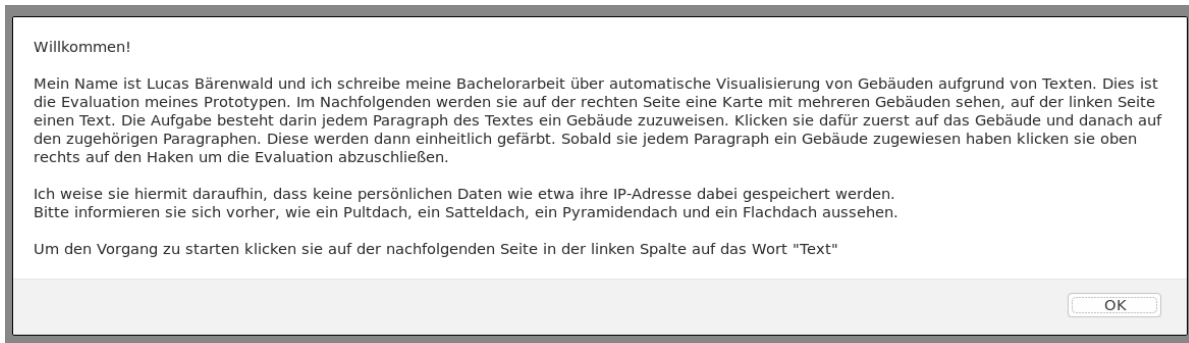 Willkommen!
Mein Name ist Lucas Bärenwald und ich schreibe meine Bachelorarbeit über automatische Visualisierung von Gebäuden aufgrund von Texten. Dies ist
die Evaluation meines Prototypen. Im Nachfolgenden werden sie auf der rechten Seite eine Karte mit mehreren Gebäuden sehen, auf der linken Seite
einen Text. Die Aufgabe besteht darin jedem Paragraph des Textes ein Gebäude zuzuweisen. Klicken sie dafür zuerst auf das Gebäude und danach auf
den zugehörigen Paragraphen. Diese werden dann einheitlich gefärbt. Sobald sie jedem Paragraph ein Gebäude zugewiesen haben klicken sie oben
rechts auf den Haken um die Evaluation abzuschließen.
Ich weise sie hiermit daraufhin, dass keine persönlichen Daten wie etwa ihre IP-Adresse dabei gespeichert werden.
Bitte informieren sie sich vorher, wie ein Pultdach, ein Satteldach, ein Pyramidendach und ein Flachdach aussehen.
Um den Vorgang zu starten klicken sie auf der nachfolgenden Seite in der linken Spalte auf das Wort "Text"
OK